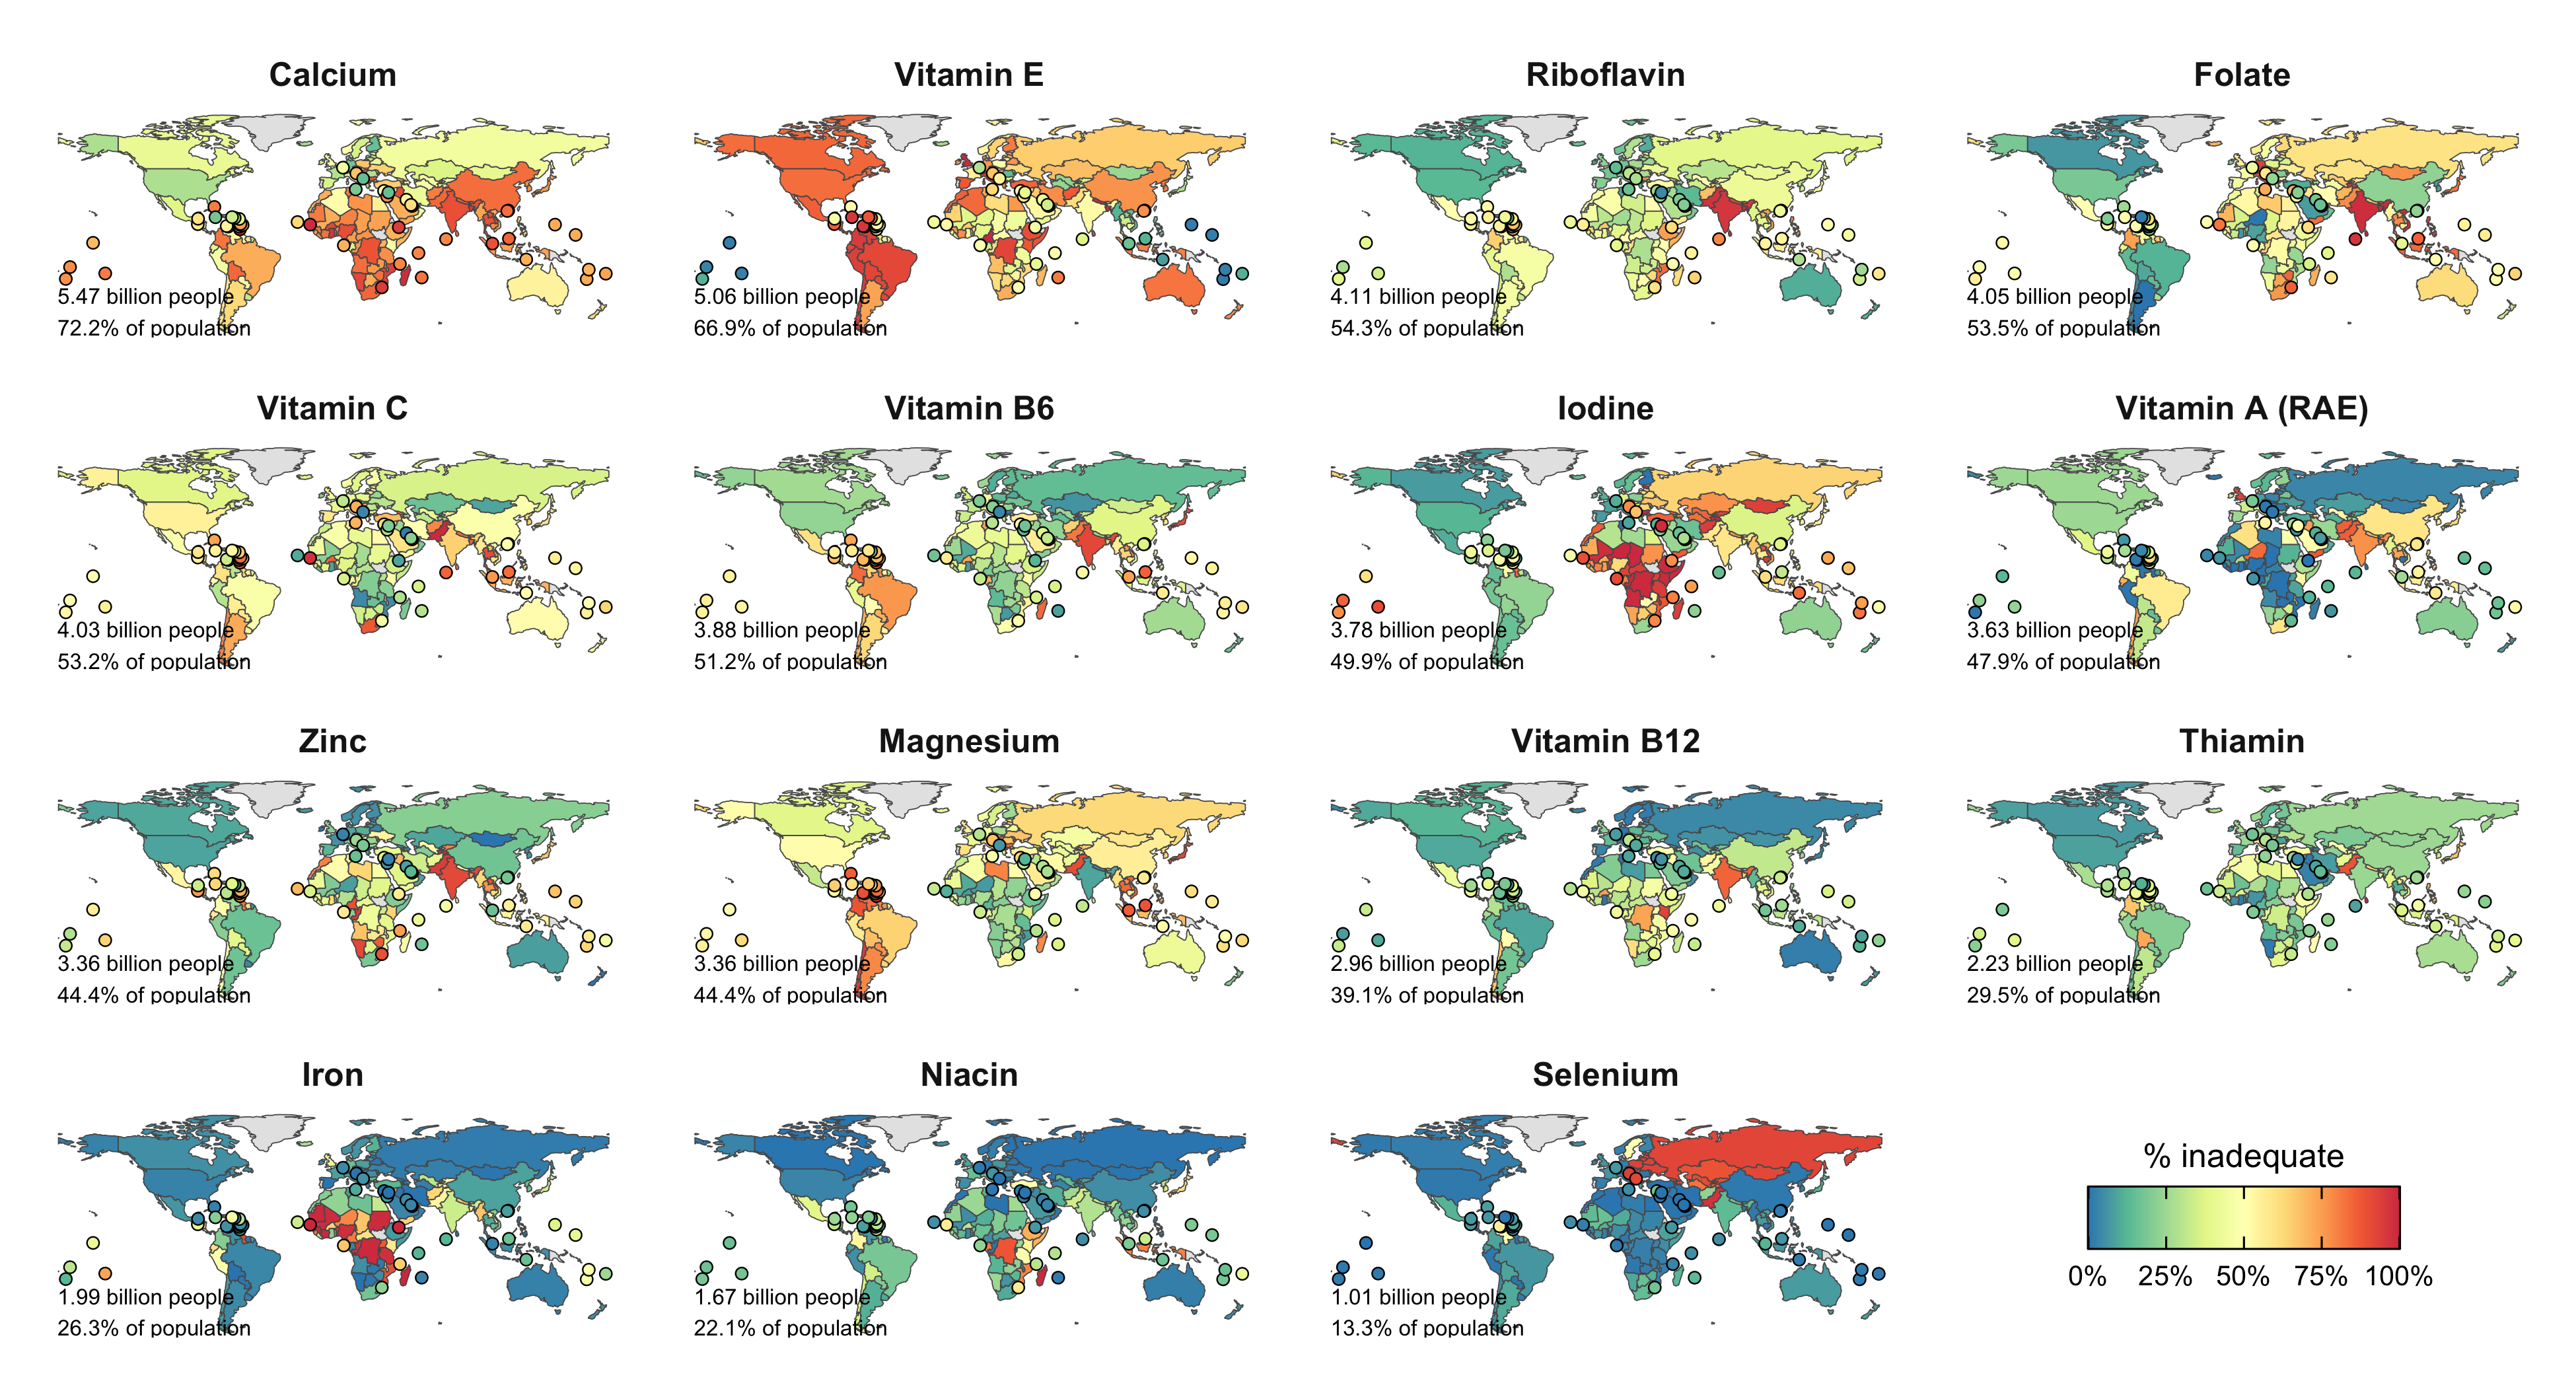 Calcium
5.47 billion people
72.2% of population
Vitamin E
5.06 billion people
66.9% of population
Riboflavin
4.11 billion people
54.3% of population
Folate
4.05 billion people
53.5% of population
Vitamin C
4.03 billion people
53.2% of population
Vitamin B6
3.88 billion people
51.2% of population
Iodine
3.78 billion people
49.9% of population
Vitamin A (RAE)
3.63 billion people
47.9% of population
Zinc
3.36 billion people
44.4% of population
Magnesium
3.36 billion people
44.4% of population
Vitamin B12
2.96 billion people
39.1% of population
Thiamin
2.23 billion people
29.5% of population
Iron
1.99 billion people
26.3% of population
Niacin
1.67 billion people
22.1% of population
Selenium
1.01 billion people
13.3% of population
% inadequate
0% 25% 50% 75% 100%